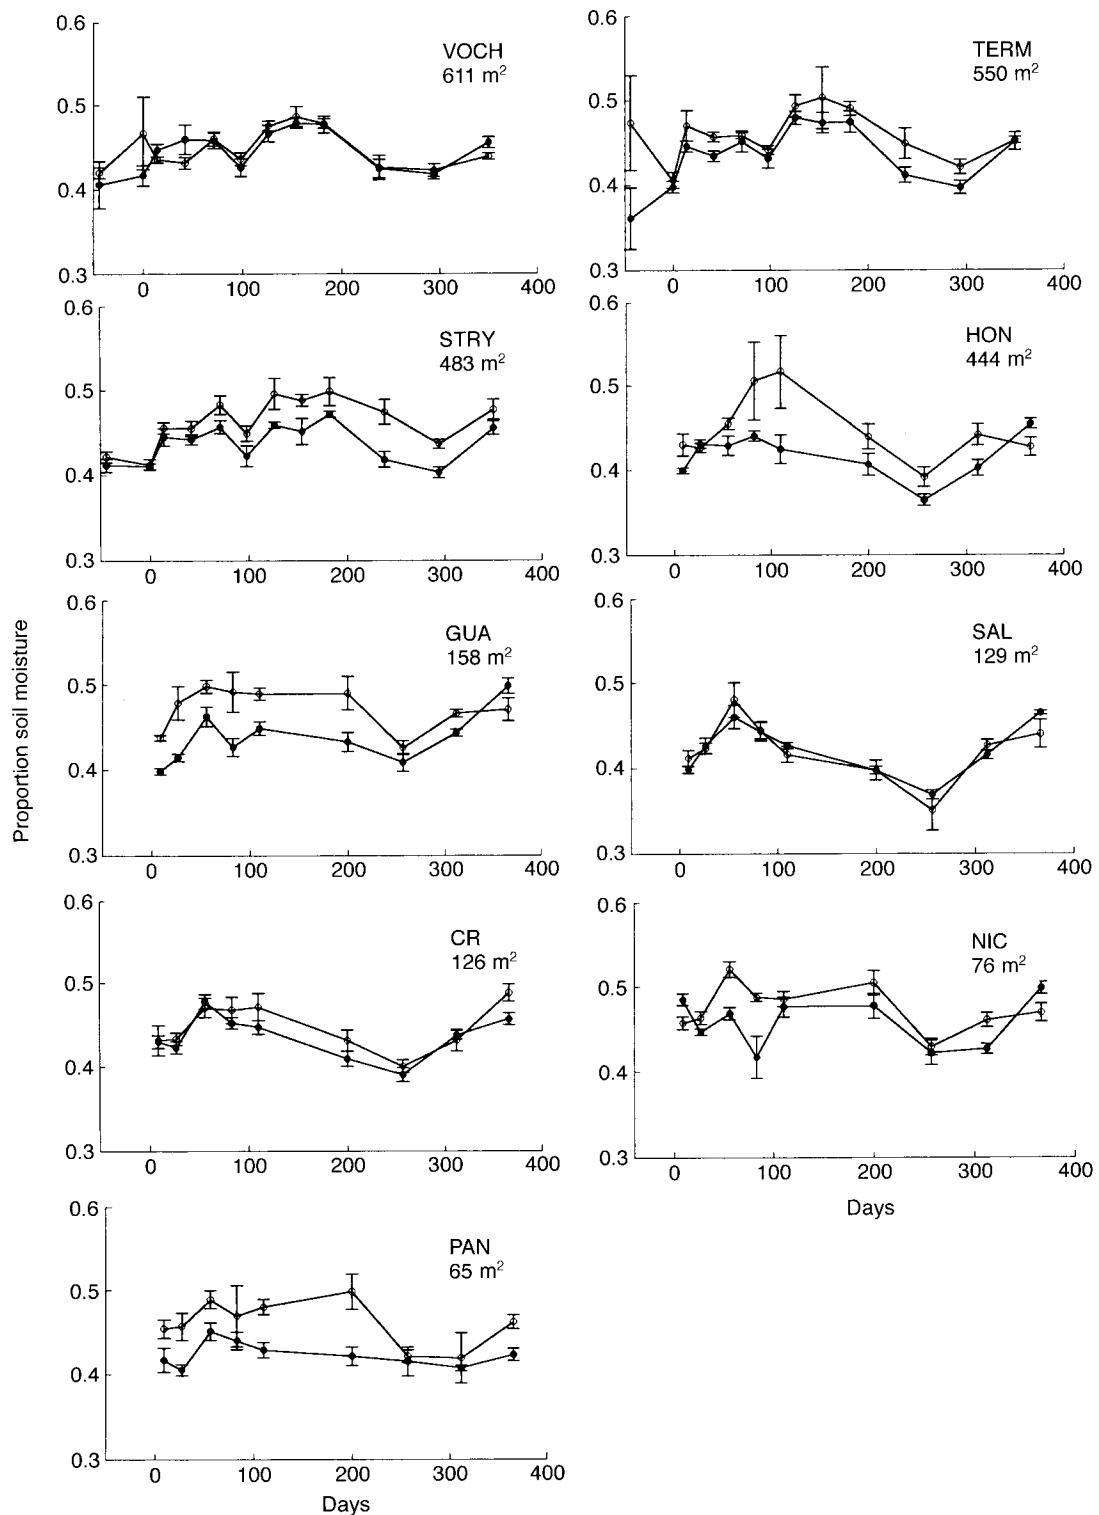 0.6
0.5
0.4
0.3
VOCH
611 m²
0 100 200 300 400
0.6
0.5
0.4
0.3
TERM
550 m²
0 100 200 300 400
0.6
0.5
0.4
0.3
STRY
483 m²
0 100 200 300 400
0.6
0.5
0.4
0.3
HON
444 m²
0 100 200 300 400
Proportion soil moisture
0.6
0.5
0.4
0.3
GUA
158 m²
0 100 200 300 400
0.6
0.5
0.4
0.3
SAL
129 m²
0 100 200 300 400
0.6
0.5
0.4
0.3
CR
126 m²
0 100 200 300 400
0.6
0.5
0.4
0.3
NIC
76 m²
0 100 200 300 400
Days
0.6
0.5
0.4
0.3
PAN
65 m²
0 100 200 300 400
Days